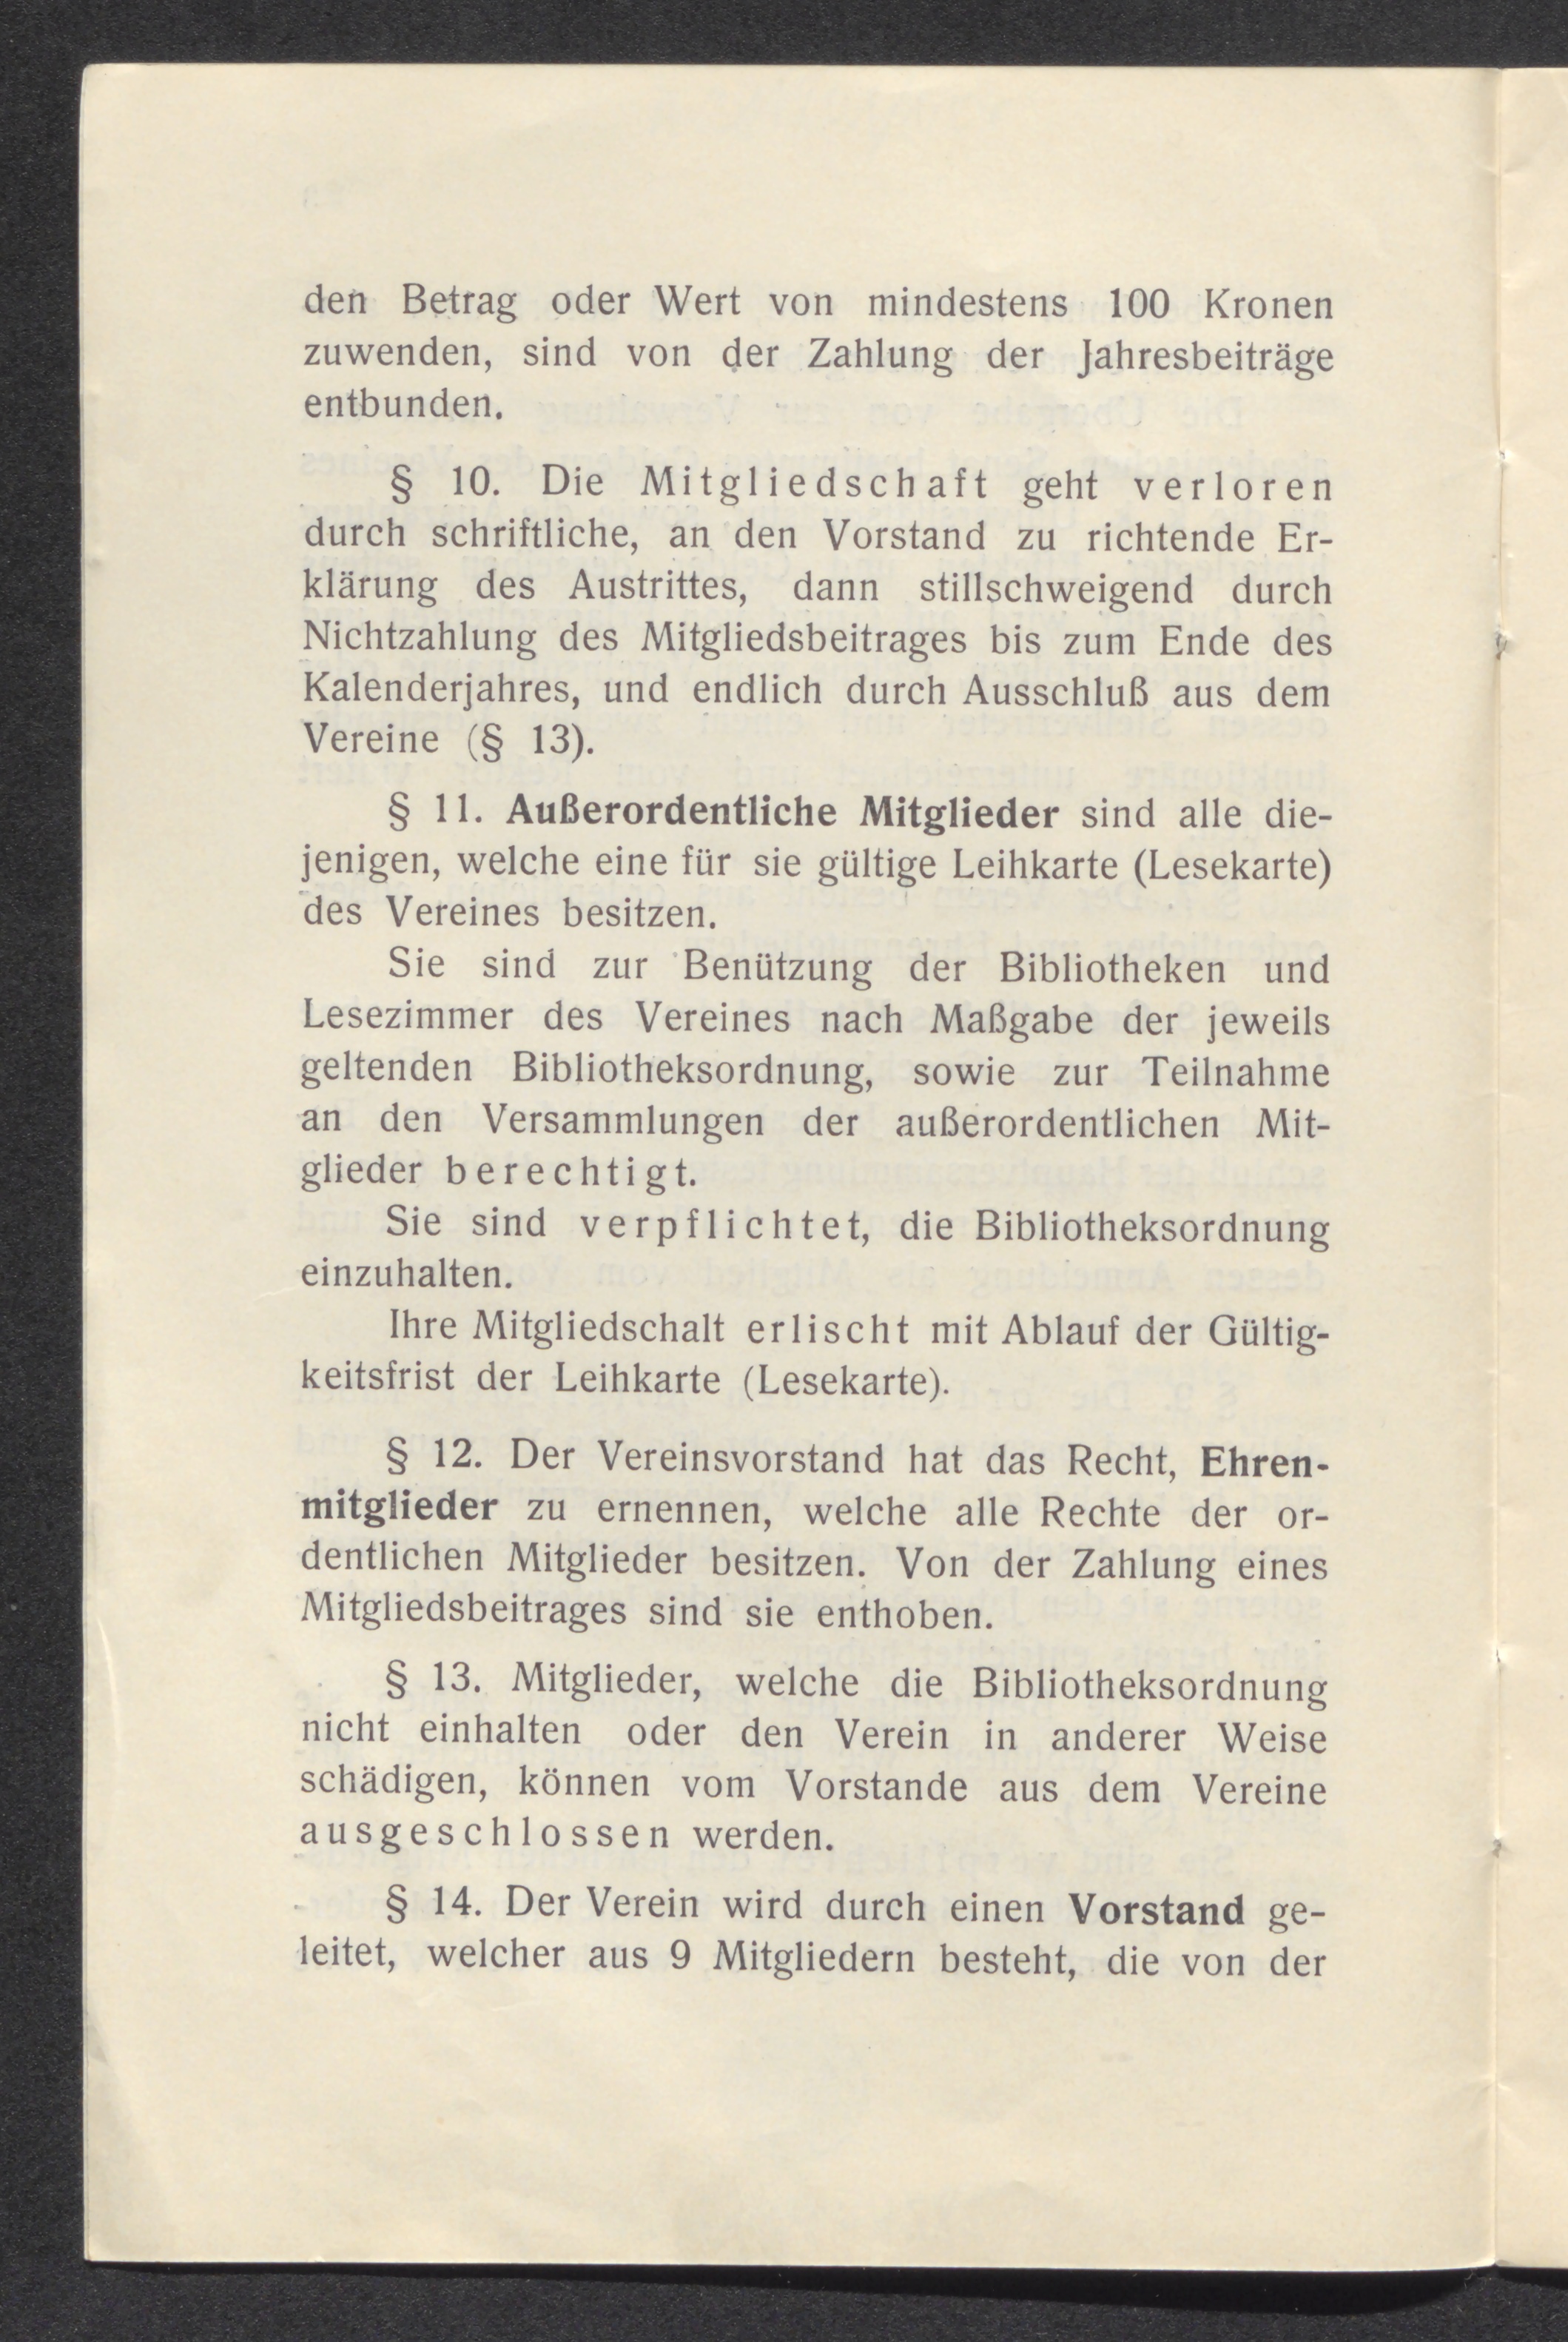 den Betrag oder Wert von mindestens 100 Kronen
zuwenden, sind von der Zahlung der Jahresbeiträge
entbunden.
§ 10. Die Mitgliedschaft geht verloren
durch schriftliche, an den Vorstand zu richtende Er-
klärung des Austrittes, dann stillschweigend durch
Nichtzahlung des Mitgliedsbeitrages bis zum Ende des
Kalenderjahres, und endlich durch Ausschluß aus dem
Vereine (§ 13).
§ 11. Außerordentliche Mitglieder sind alle die-
jenigen, welche eine für sie gültige Leihkarte (Lesekarte)
des Vereines besitzen.
Sie sind zur Benützung der Bibliotheken und
Lesezimmer des Vereines nach Maßgabe der jeweils
geltenden Bibliotheksordnung, sowie zur Teilnahme
an den Versammlungen der außerordentlichen Mit-
glieder berechtigt.
Sie sind verpflichtet, die Bibliotheksordnung
einzuhalten.
Ihre Mitgliedschalt erlischt mit Ablauf der Gültig-
keitsfrist der Leihkarte (Lesekarte).
§ 12. Der Vereinsvorstand hat das Recht, Ehren-
mitglieder zu ernennen, welche alle Rechte der or-
dentlichen Mitglieder besitzen. Von der Zahlung eines
Mitgliedsbeitrages sind sie enthoben.
§ 13. Mitglieder, welche die Bibliotheksordnung
nicht einhalten oder den Verein in anderer Weise
schädigen, können vom Vorstande aus dem Vereine
ausgeschlossen werden.
§ 14. Der Verein wird durch einen Vorstand ge-
leitet, welcher aus 9 Mitgliedern besteht, die von der